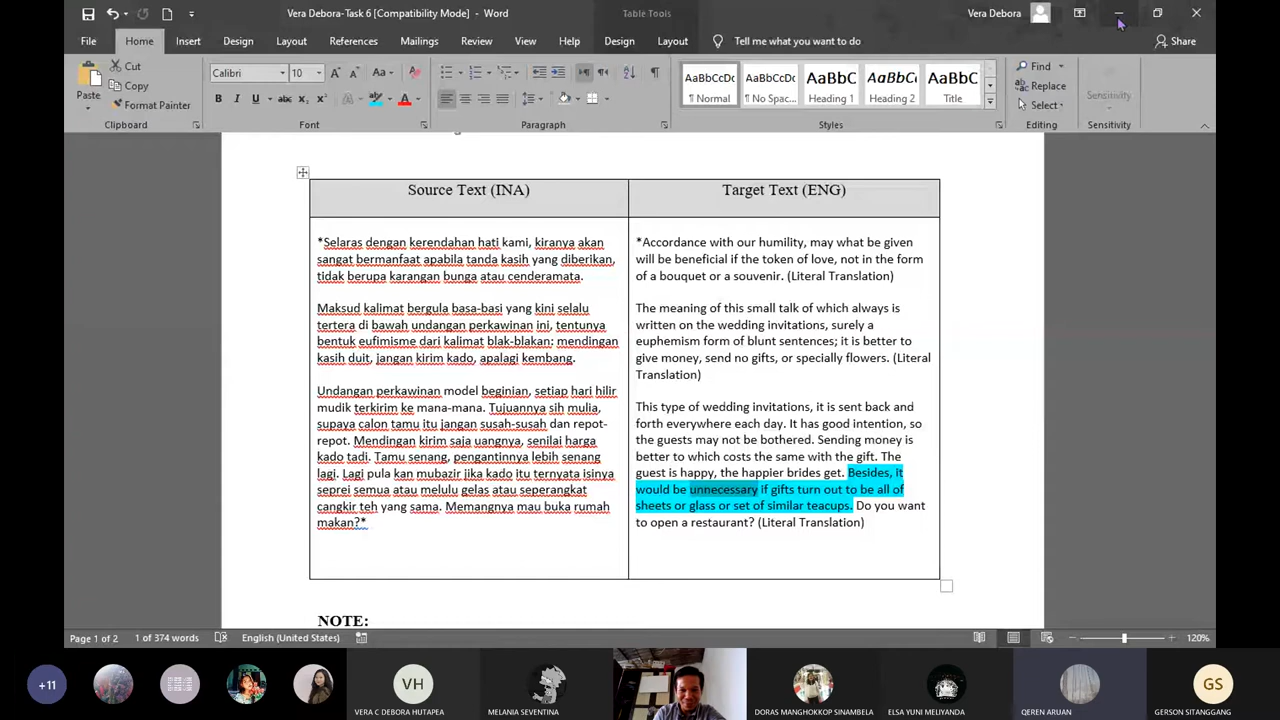 Vera Debora-Task 6 [Compatibility Mode] - Word
Table Tools
Vera Debora
File
Home
Insert
Design
Layout
References
Mailings
Review
View
Help
Design
Layout
Tell me what you want to do
Share
Paste
Cut
Copy
Format Painter
Clipboard
Calibri
10
Font
Paragraph
AaBbCcDc
¶ Normal
AaBbCcDc
¶ No Spac...
AaBbC
Heading 1
AaBbC
Heading 2
AaBbC
Title
Styles
Find
Replace
Select
Editing
Sensitivity
Sensitivity
Source Text (INA)
*Selaras dengan kerendahan hati kami, kiranya akan
sangat bermanfaat apabila tanda kasih yang diberikan,
tidak berupa karangan bunga atau cenderamata.
Maksud kalimat bergula basa-basi yang kini selalu
tertera di bawah undangan perkawinan ini, tentunya
bentuk eufimisme dari kalimat blak-blakan: mendingan
kasih duit, jangan kirim kado, apalagi kembang.
Undangan perkawinan model beginian, setiap hari hilir
mudik terkirim ke mana-mana. Tujuannya sih mulia,
supaya calon tamu itu jangan susah-susah dan repot-
repot. Mendingan kirim saja uangnya, senilai harga
kado tadi. Tamu senang, pengantinnya lebih senang
lagi. Lagi pula kan mubazir jika kado itu ternyata isinya
seprei semua atau melulu gelas atau seperangkat
cangkir teh yang sama. Memangnya mau buka rumah
makan?*
Target Text (ENG)
*Accordance with our humility, may what be given
will be beneficial if the token of love, not in the form
of a bouquet or a souvenir. (Literal Translation)
The meaning of this small talk of which always is
written on the wedding invitations, surely a
euphemism form of blunt sentences; it is better to
give money, send no gifts, or specially flowers. (Literal
Translation)
This type of wedding invitations, it is sent back and
forth everywhere each day. It has good intention, so
the guests may not be bothered. Sending money is
better to which costs the same with the gift. The
guest is happy, the happier brides get. Besides, it
would be unnecessary if gifts turn out to be all of
sheets or glass or set of similar teacups. Do you want
to open a restaurant? (Literal Translation)
NOTE:
Page 1 of 2
1 of 374 words
English (United States)
120%
+11
VH
VERA C DEBORA HUTAPEA
MELANIA SEVENTINA
DORAS MANGHOKKOP SINAMBELA
ELSA YUNI MELIYANDA
QEREN ARUAN
GS
GERSON SITANGGANG